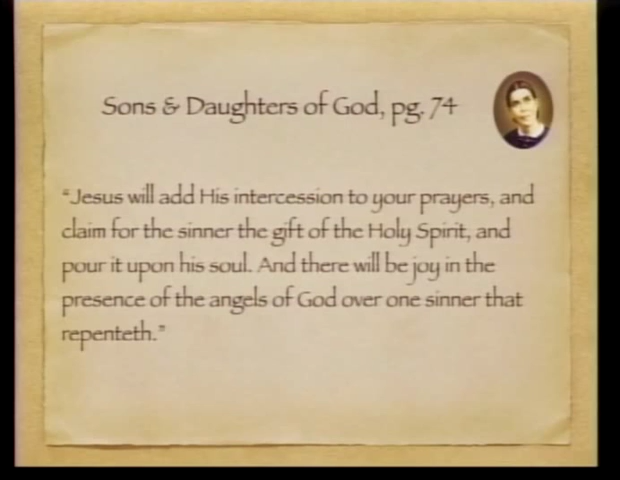 Sons & Daughters of God, pg. 74
“Jesus will add His intercession to your prayers, and
claim for the sinner the gift of the Holy Spirit, and
pour it upon his soul. And there will be joy in the
presence of the angels of God over one sinner that
repenteth.”